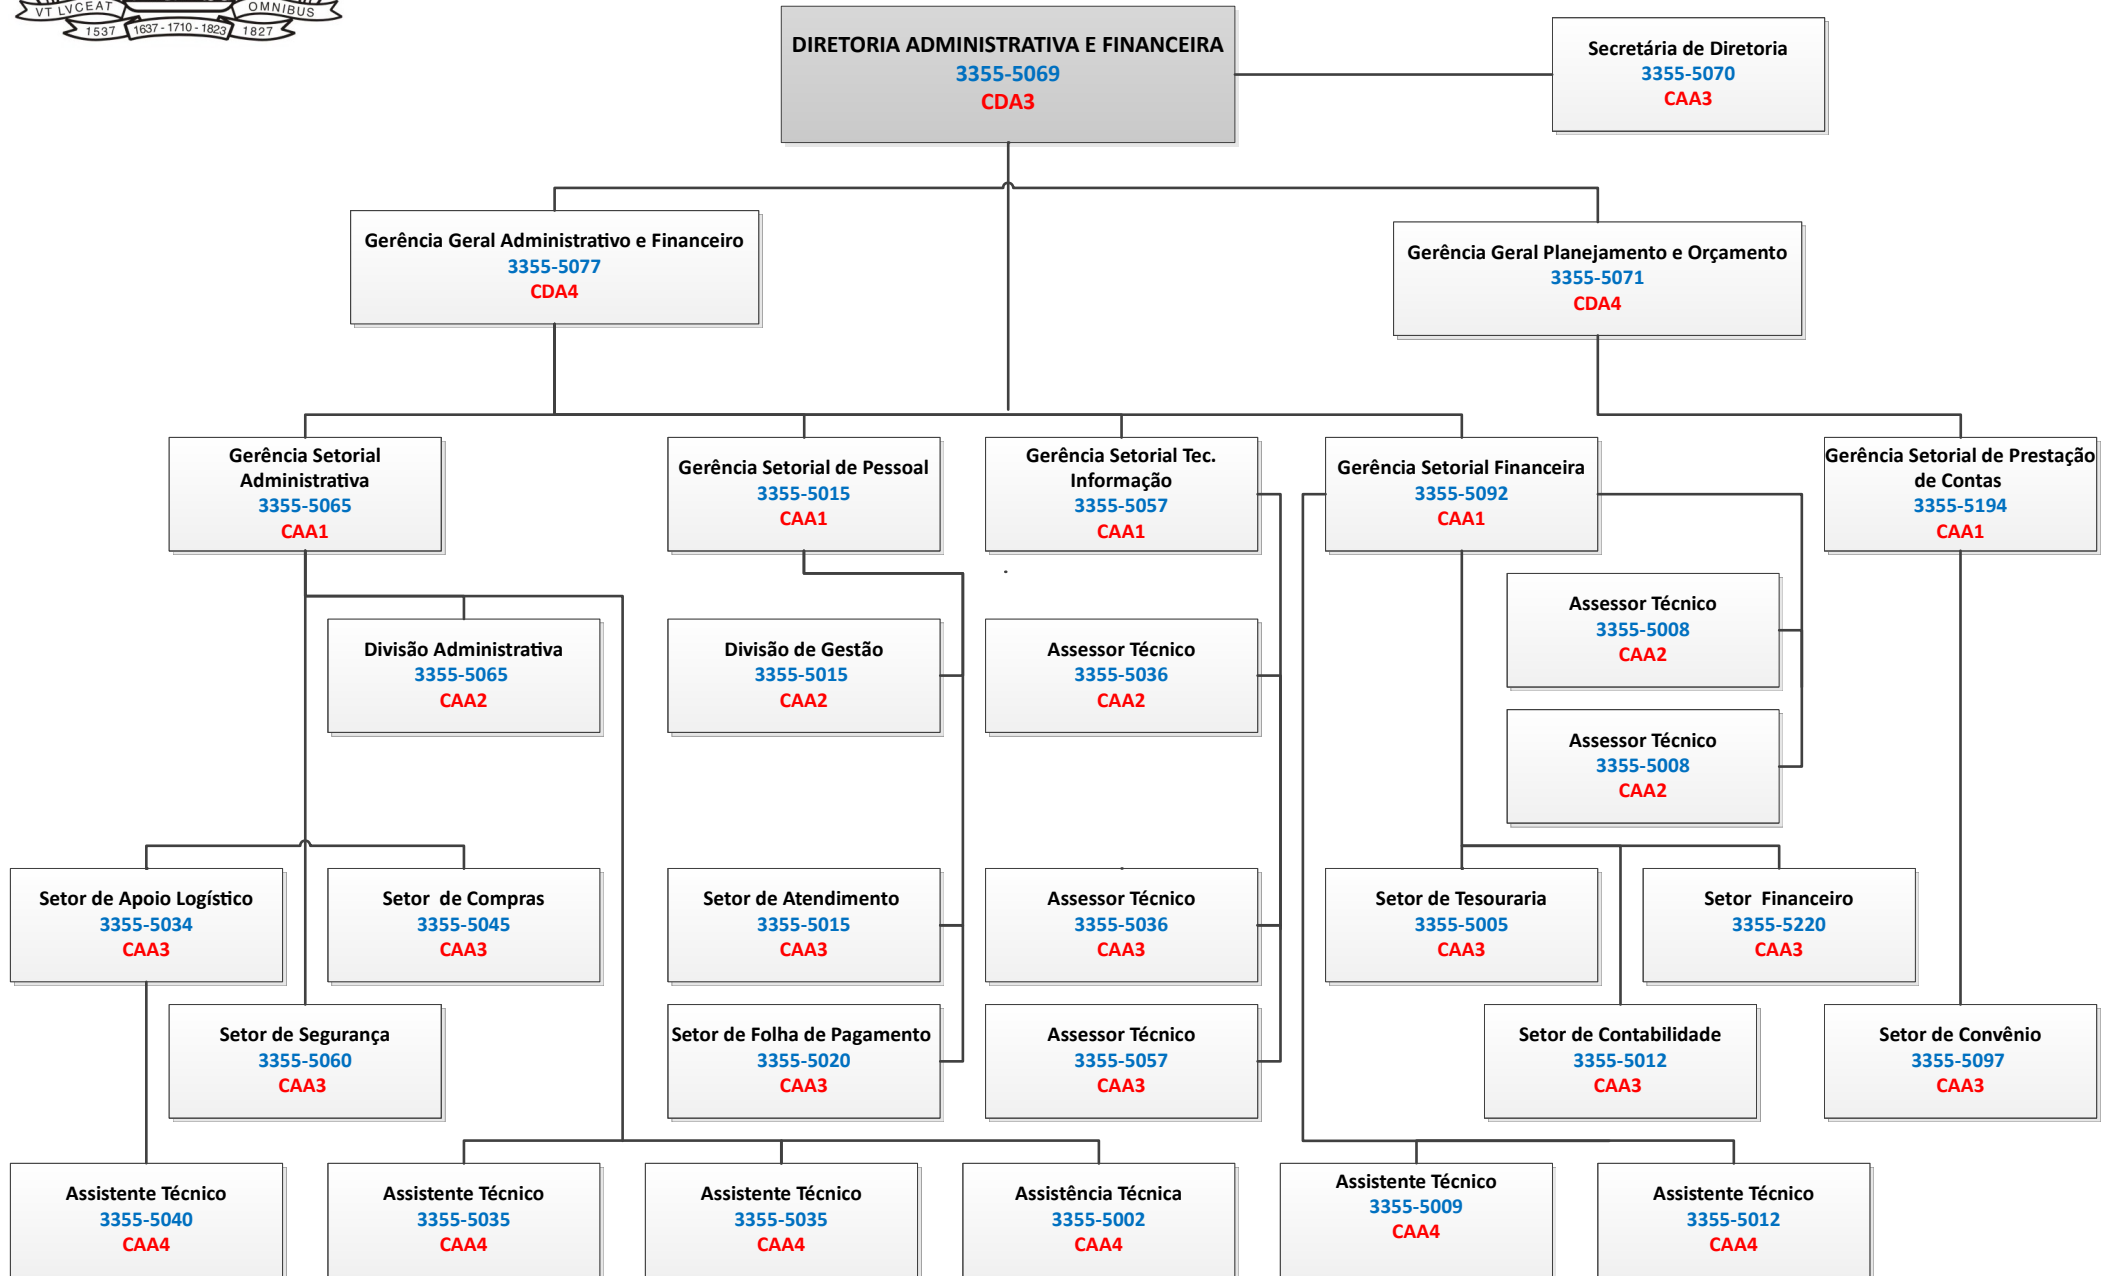 VT LVCEAT
OMNIBUS
1537
1637 - 1710 - 1823
1827
DIRETORIA ADMINISTRATIVA E FINANCEIRA
3355-5069
CDA3
Secretária de Diretoria
3355-5070
CAA3
Gerência Geral Administrativo e Financeiro
3355-5077
CDA4
Gerência Geral Planejamento e Orçamento
3355-5071
CDA4
Gerência Setorial
Administrativa
3355-5065
CAA1
Gerência Setorial de Pessoal
3355-5015
CAA1
Gerência Setorial Tec.
Informação
3355-5057
CAA1
Gerência Setorial Financeira
3355-5092
CAA1
Gerência Setorial de Prestação
de Contas
3355-5194
CAA1
Assessor Técnico
3355-5008
CAA2
Divisão Administrativa
3355-5065
CAA2
Divisão de Gestão
3355-5015
CAA2
Assessor Técnico
3355-5036
CAA2
Assessor Técnico
3355-5008
CAA2
Setor de Apoio Logístico
3355-5034
CAA3
Setor  de Compras
3355-5045
CAA3
Setor de Atendimento
3355-5015
CAA3
Assessor Técnico
3355-5036
CAA3
Setor de Tesouraria
3355-5005
CAA3
Setor  Financeiro
3355-5220
CAA3
Setor de Segurança
3355-5060
CAA3
Setor de Folha de Pagamento
3355-5020
CAA3
Assessor Técnico
3355-5057
CAA3
Setor de Contabilidade
3355-5012
CAA3
Setor de Convênio
3355-5097
CAA3
Assistente Técnico
3355-5040
CAA4
Assistente Técnico
3355-5035
CAA4
Assistente Técnico
3355-5035
CAA4
Assistência Técnica
3355-5002
CAA4
Assistente Técnico
3355-5009
CAA4
Assistente Técnico
3355-5012
CAA4